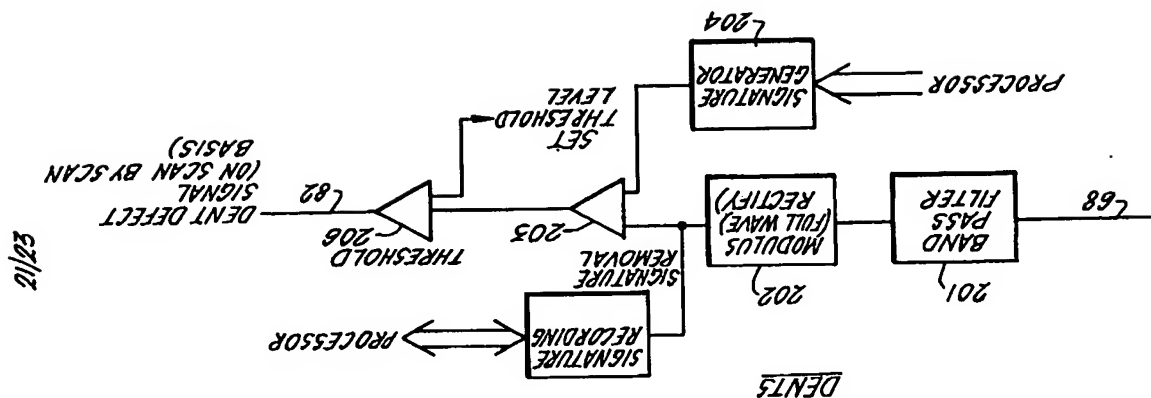 DENTS
SIGNATURE
RECORDING
PROCESSOR
201
BAND
PASS
FILTER
202
MODULUS
(FULL WAVE)
RECTIFY)
SIGNATURE
REMOVAL
203
THRESHOLD
206
82
DENT DEFECT
SIGNAL
(ON SCAN BY SCAN
BASIS)
68
SET
THRESHOLD
LEVEL
PROCESSOR
SIGNATURE
GENERATOR
204
21/23